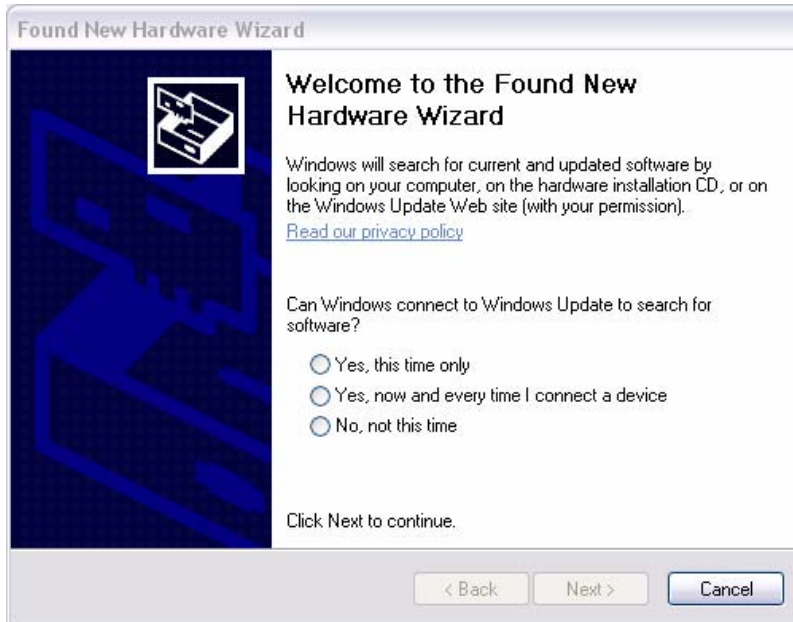 Found New Hardware Wizard
Welcome to the Found New
Hardware Wizard
Windows will search for current and updated software by
looking on your computer, on the hardware installation CD, or on
the Windows Update Web site (with your permission).
Read our privacy policy
Can Windows connect to Windows Update to search for
software?
Yes, this time only
Yes, now and every time I connect a device
No, not this time
Click Next to continue.
< Back Next > Cancel